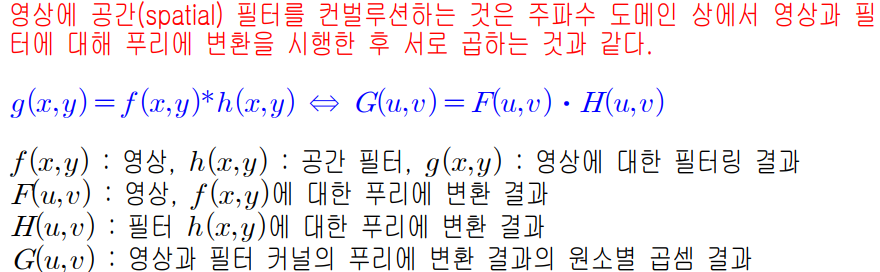 영상에 공간(spatial) 필터를 컨벌루션하는 것은 주파수 도메인 상에서 영상과 필
터에 대해 푸리에 변환을 시행한 후 서로 곱하는 것과 같다.
g(x,y)=f(x,y)*h(x,y) ⇔ G(u,v)=F(u,v)·H(u,v)
f(x,y) : 영상, h(x,y) : 공간 필터, g(x,y) : 영상에 대한 필터링 결과
F(u,v) : 영상, f(x,y)에 대한 푸리에 변환 결과
H(u,v) : 필터 h(x,y)에 대한 푸리에 변환 결과
G(u,v) : 영상과 필터 커널의 푸리에 변환 결과의 원소별 곱셈 결과